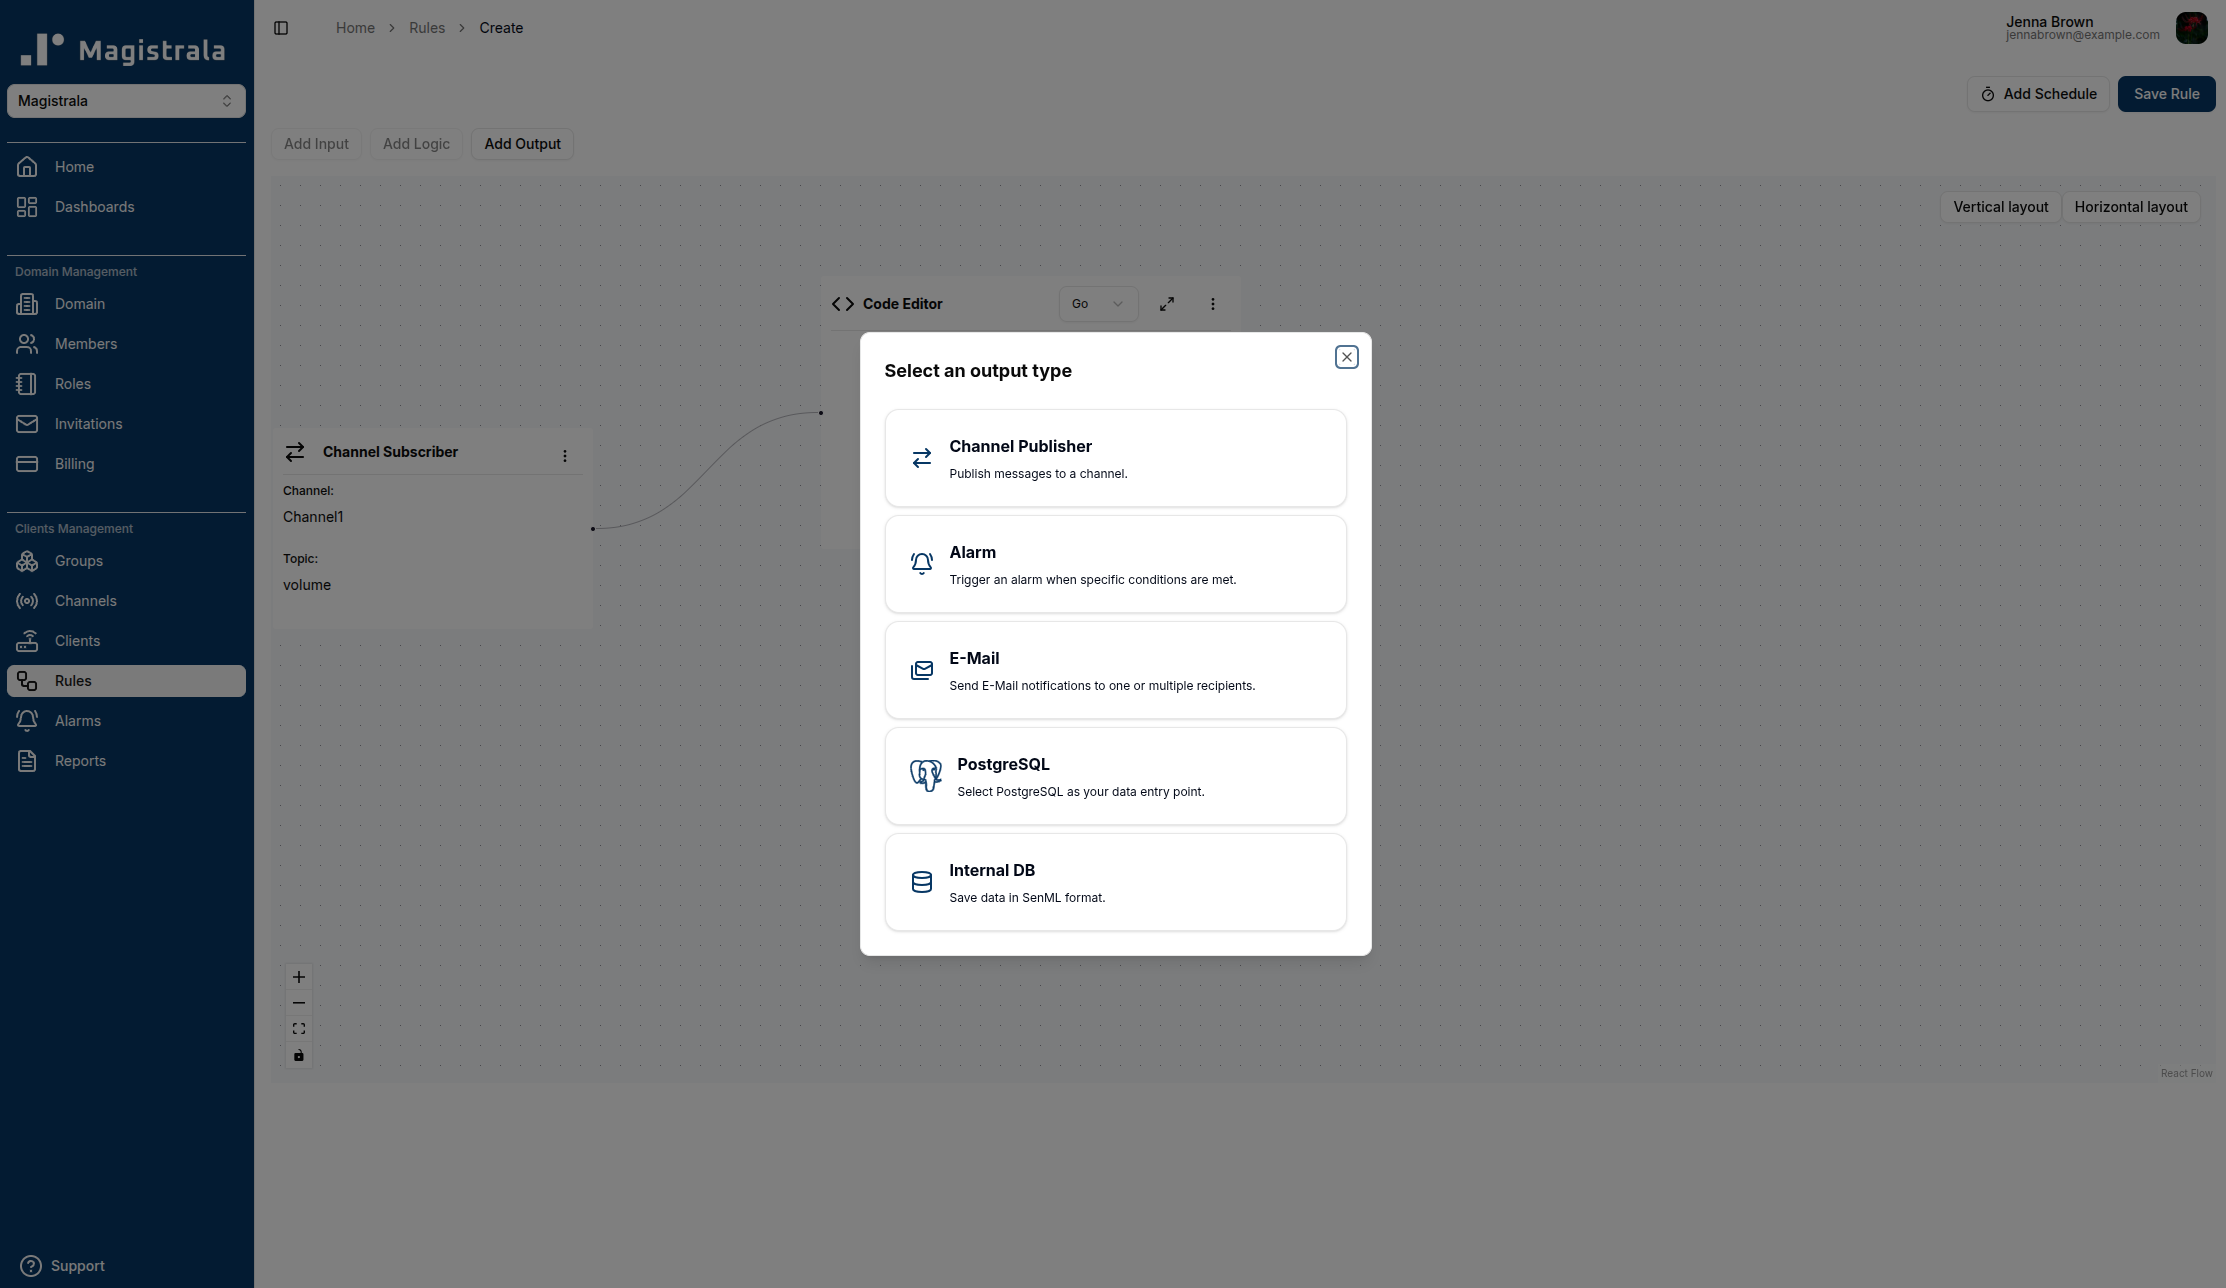 Magistrala
Magistrala
Home
Dashboards
Domain Management
Domain
Members
Roles
Invitations
Billing
Clients Management
Groups
Channels
Clients
Rules
Alarms
Reports
Support
Home > Rules > Create
Jenna Brown
jennabrown@example.com
Add Schedule
Save Rule
Add Input
Add Logic
Add Output
Vertical layout
Horizontal layout
Code Editor
Go
Channel Subscriber
Channel:
Channel1
Topic:
volume
Select an output type
Channel Publisher
Publish messages to a channel.
Alarm
Trigger an alarm when specific conditions are met.
E-Mail
Send E-Mail notifications to one or multiple recipients.
PostgreSQL
Select PostgreSQL as your data entry point.
Internal DB
Save data in SenML format.
React Flow